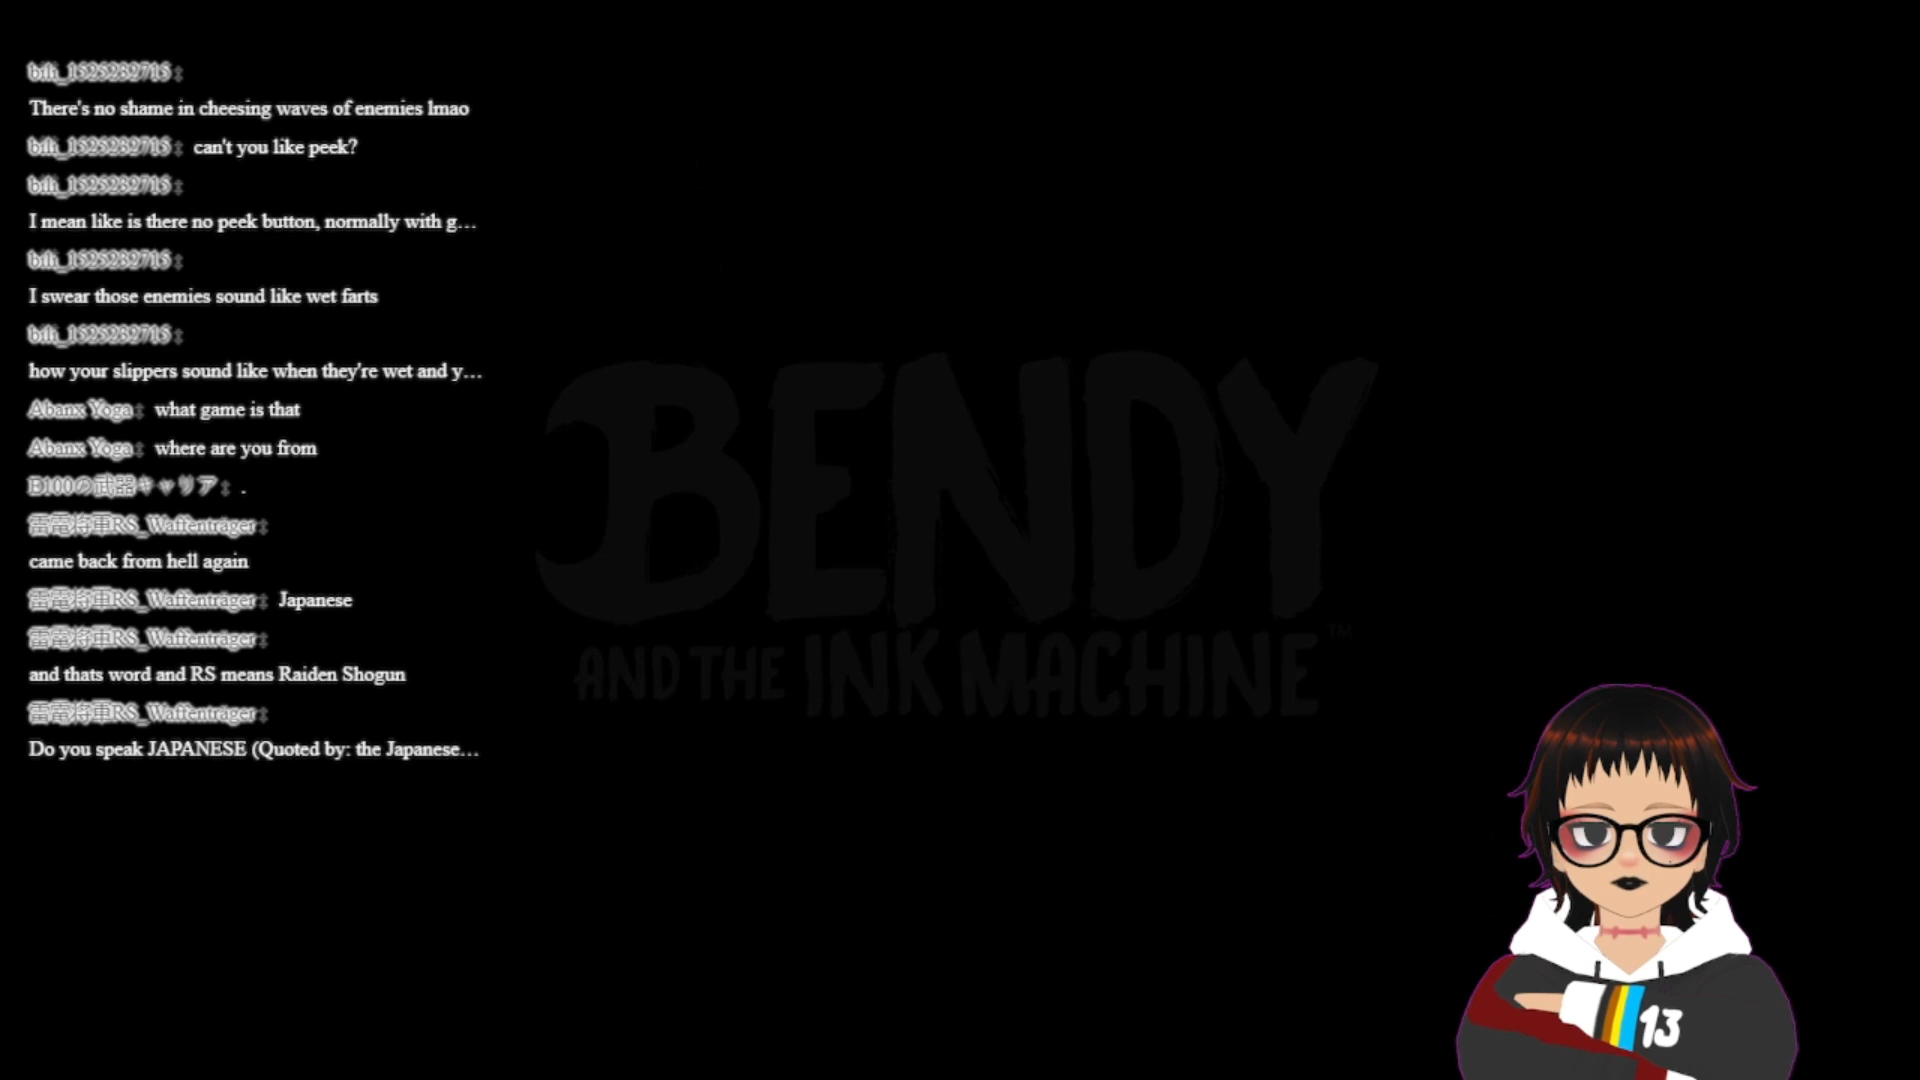 bili_1525232715 :
There's no shame in cheesing waves of enemies lmao
bili_1525232715 : can't you like peek?
bili_1525232715 :
I mean like is there no peek button, normally with g…
bili_1525232715 :
I swear those enemies sound like wet farts
bili_1525232715 :
how your slippers sound like when they're wet and y…
Abanx Yoga : what game is that
Abanx Yoga : where are you from
E100の武器キャリア : .
雷電将軍RS_Waffenträger :
came back from hell again
雷電将軍RS_Waffenträger : Japanese
雷電将軍RS_Waffenträger :
and thats word and RS means Raiden Shogun
雷電将軍RS_Waffenträger :
Do you speak JAPANESE (Quoted by: the Japanese…
BENDY
AND THE INK MACHINE™
13